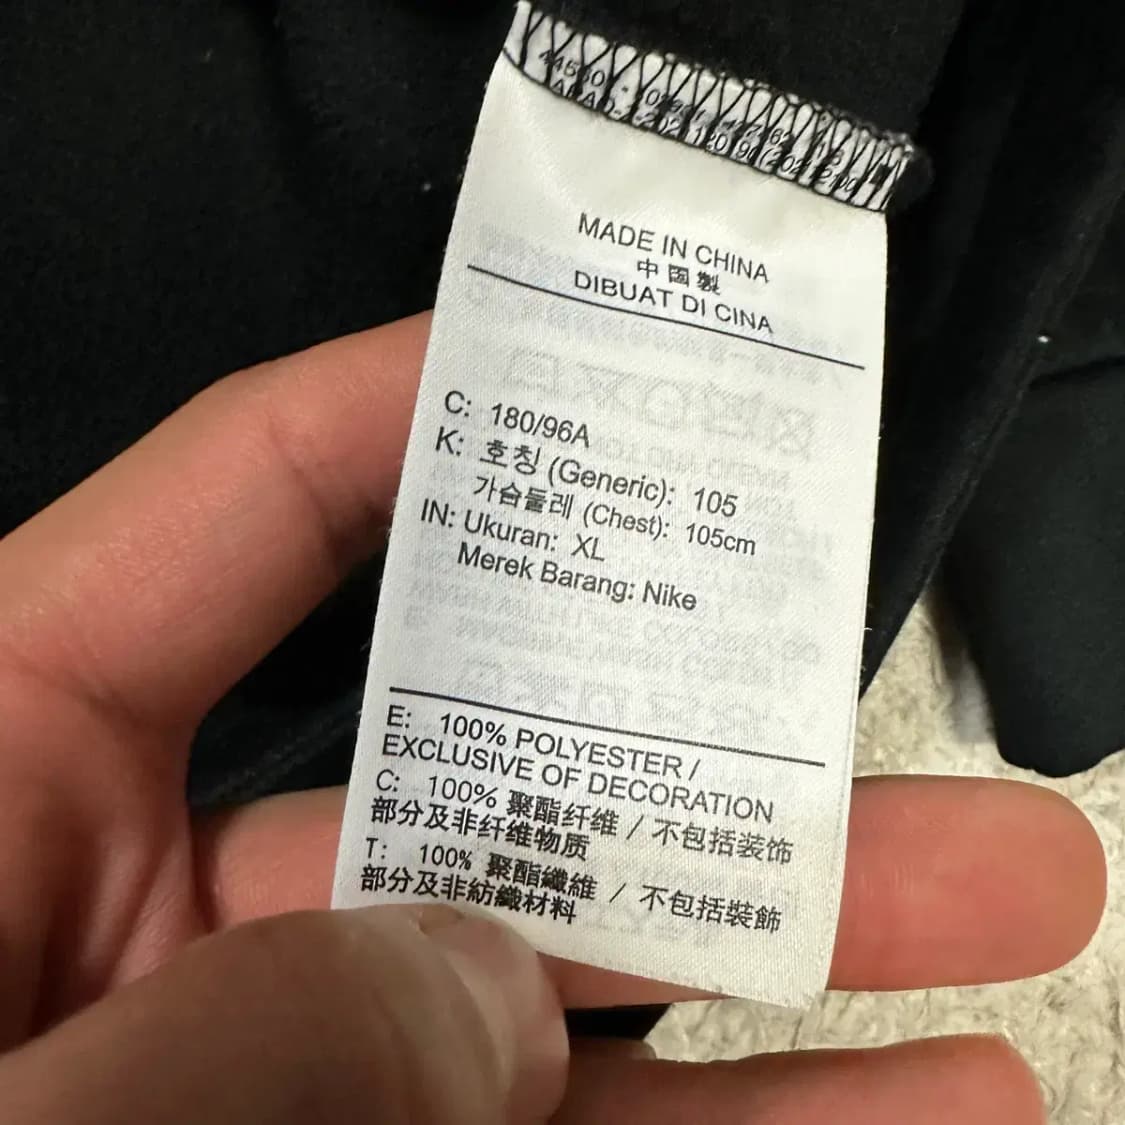 MADE IN CHINA
中國製
DIBUAT DI CINA
C: 180/96A
K: 호칭 (Generic): 105
가슴둘레 (Chest): 105cm
IN: Ukuran: XL
Merek Barang: Nike
E: 100% POLYESTER /
EXCLUSIVE OF DECORATION
C: 100% 聚酯纤维 / 不包括装饰
部分及非纤维物质
T: 100% 聚酯纖維 / 不包括裝飾
部分及非紡織材料